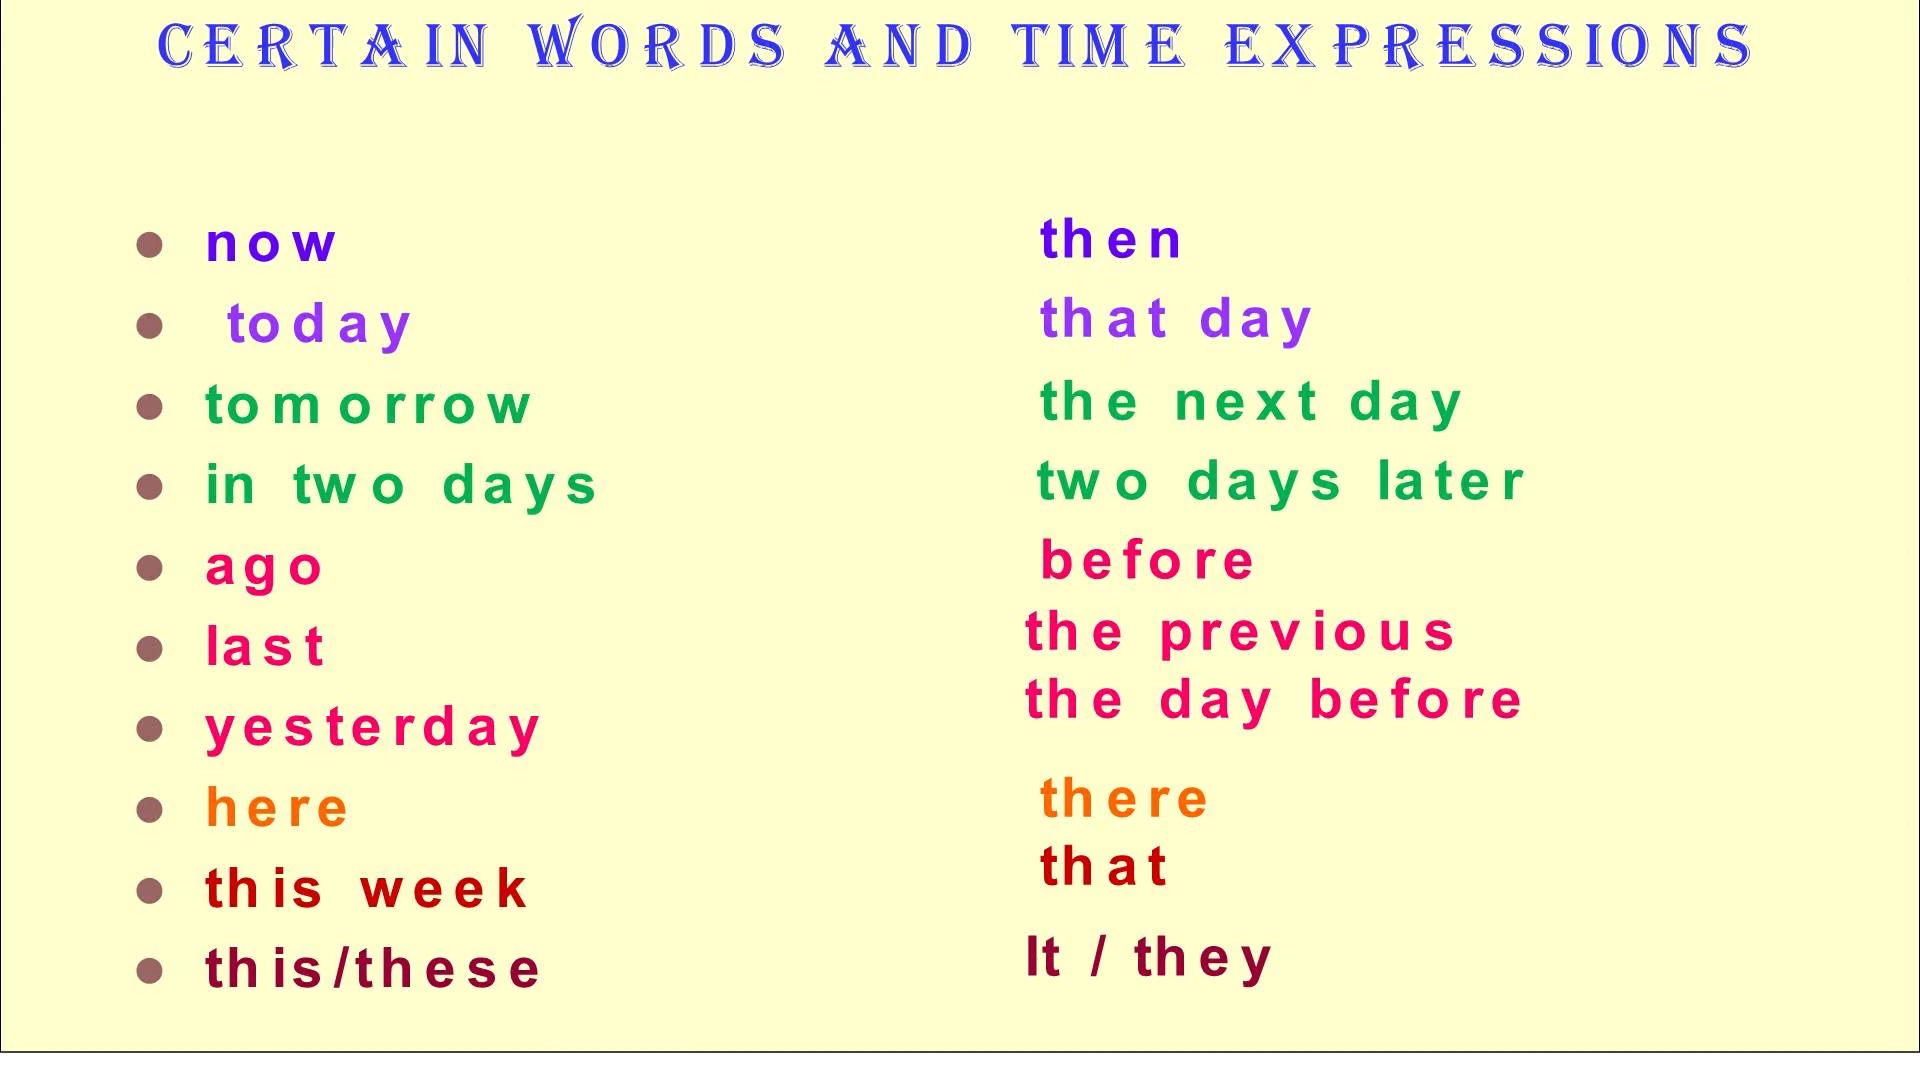 CERTAIN WORDS AND TIME EXPRESSIONS
now
then
today
that day
tomorrow
the next day
in two days
two days later
ago
before
last
the previous
yesterday
the day before
here
there
this week
that
this/these
It / they